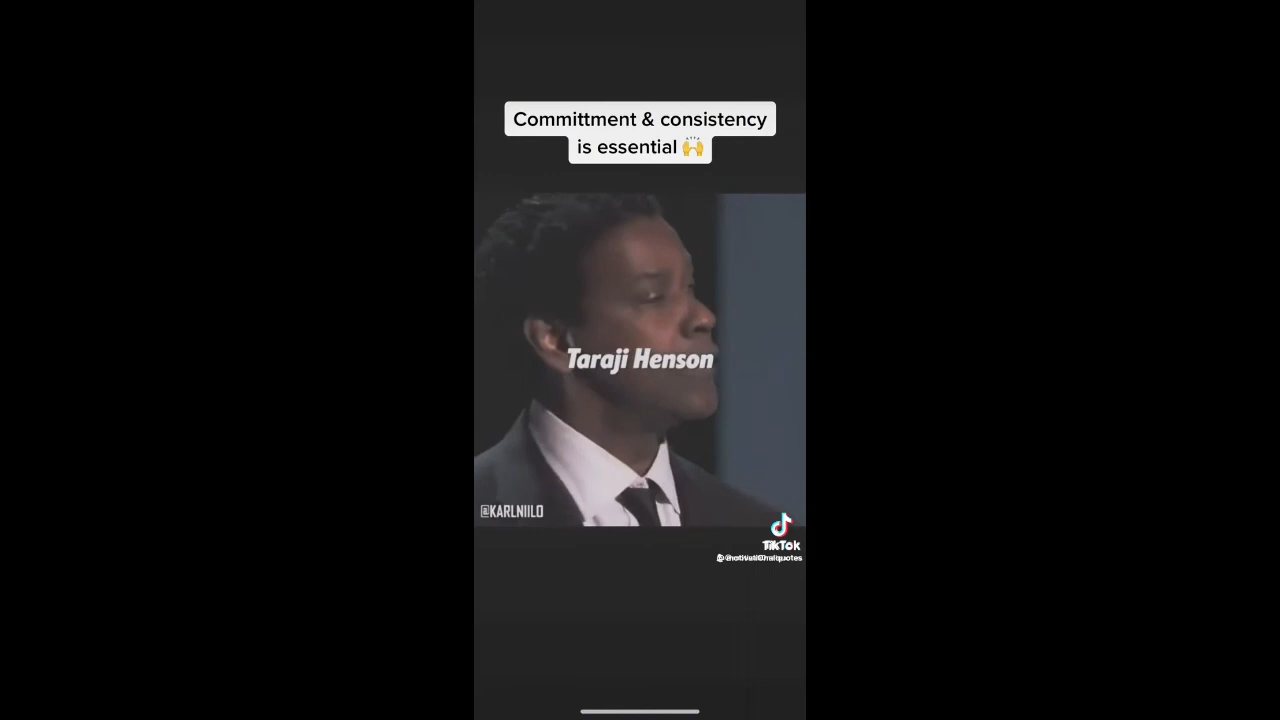 Committment & consistency
is essential 🙌
Taraji Henson
@KARLNIILO
TikTok